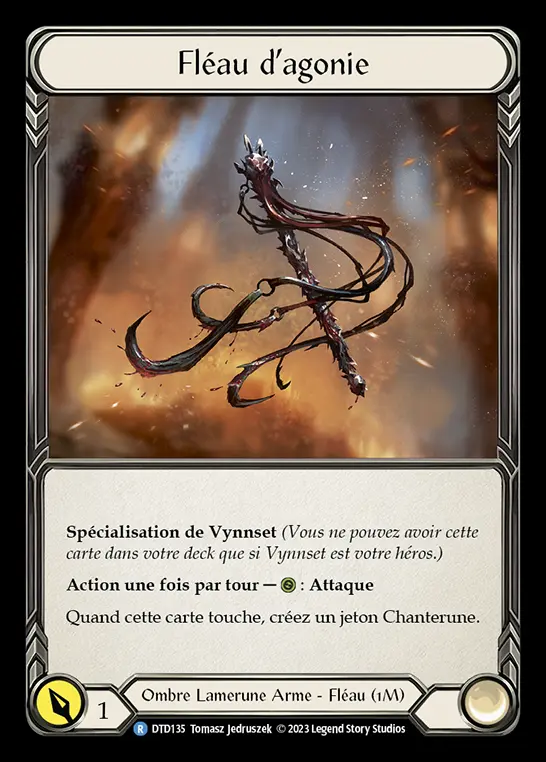 Fléau d'agonie
Spécialisation de Vynnset (Vous ne pouvez avoir cette
carte dans votre deck que si Vynnset est votre héros.)
Action une fois par tour — : Attaque
Quand cette carte touche, créez un jeton Chanterune.
1
Ombre Lamerune Arme - Fléau (1M)
R DTD135 Tomasz Jedruszek © 2023 Legend Story Studios